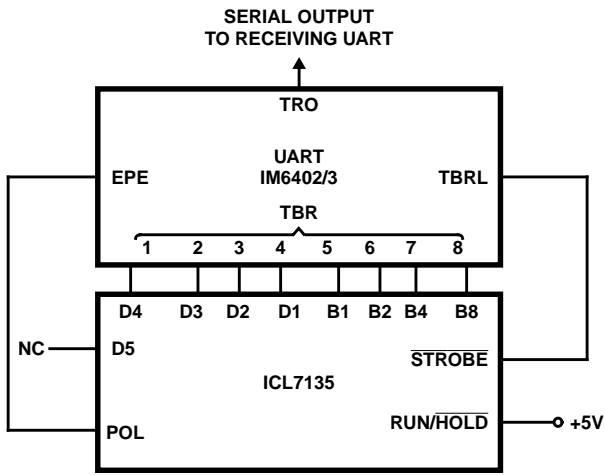 SERIAL OUTPUT
TO RECEIVING UART
TRO
UART
IM6402/3
EPE
TBRL
TBR
1 2 3 4 5 6 7 8
D4 D3 D2 D1 B1 B2 B4 B8
NC D5
STROBE
ICL7135
RUN/HOLD +5V
POL